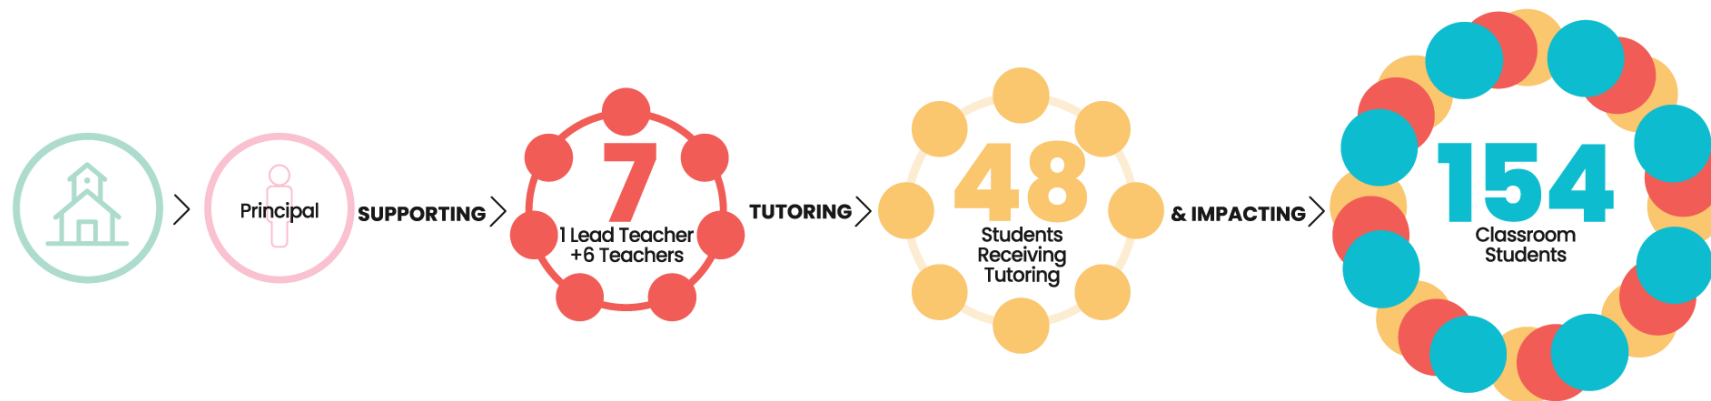 Principal
SUPPORTING
7
1 Lead Teacher
+6 Teachers
TUTORING
48
Students
Receiving
Tutoring
& IMPACTING
154
Classroom
Students